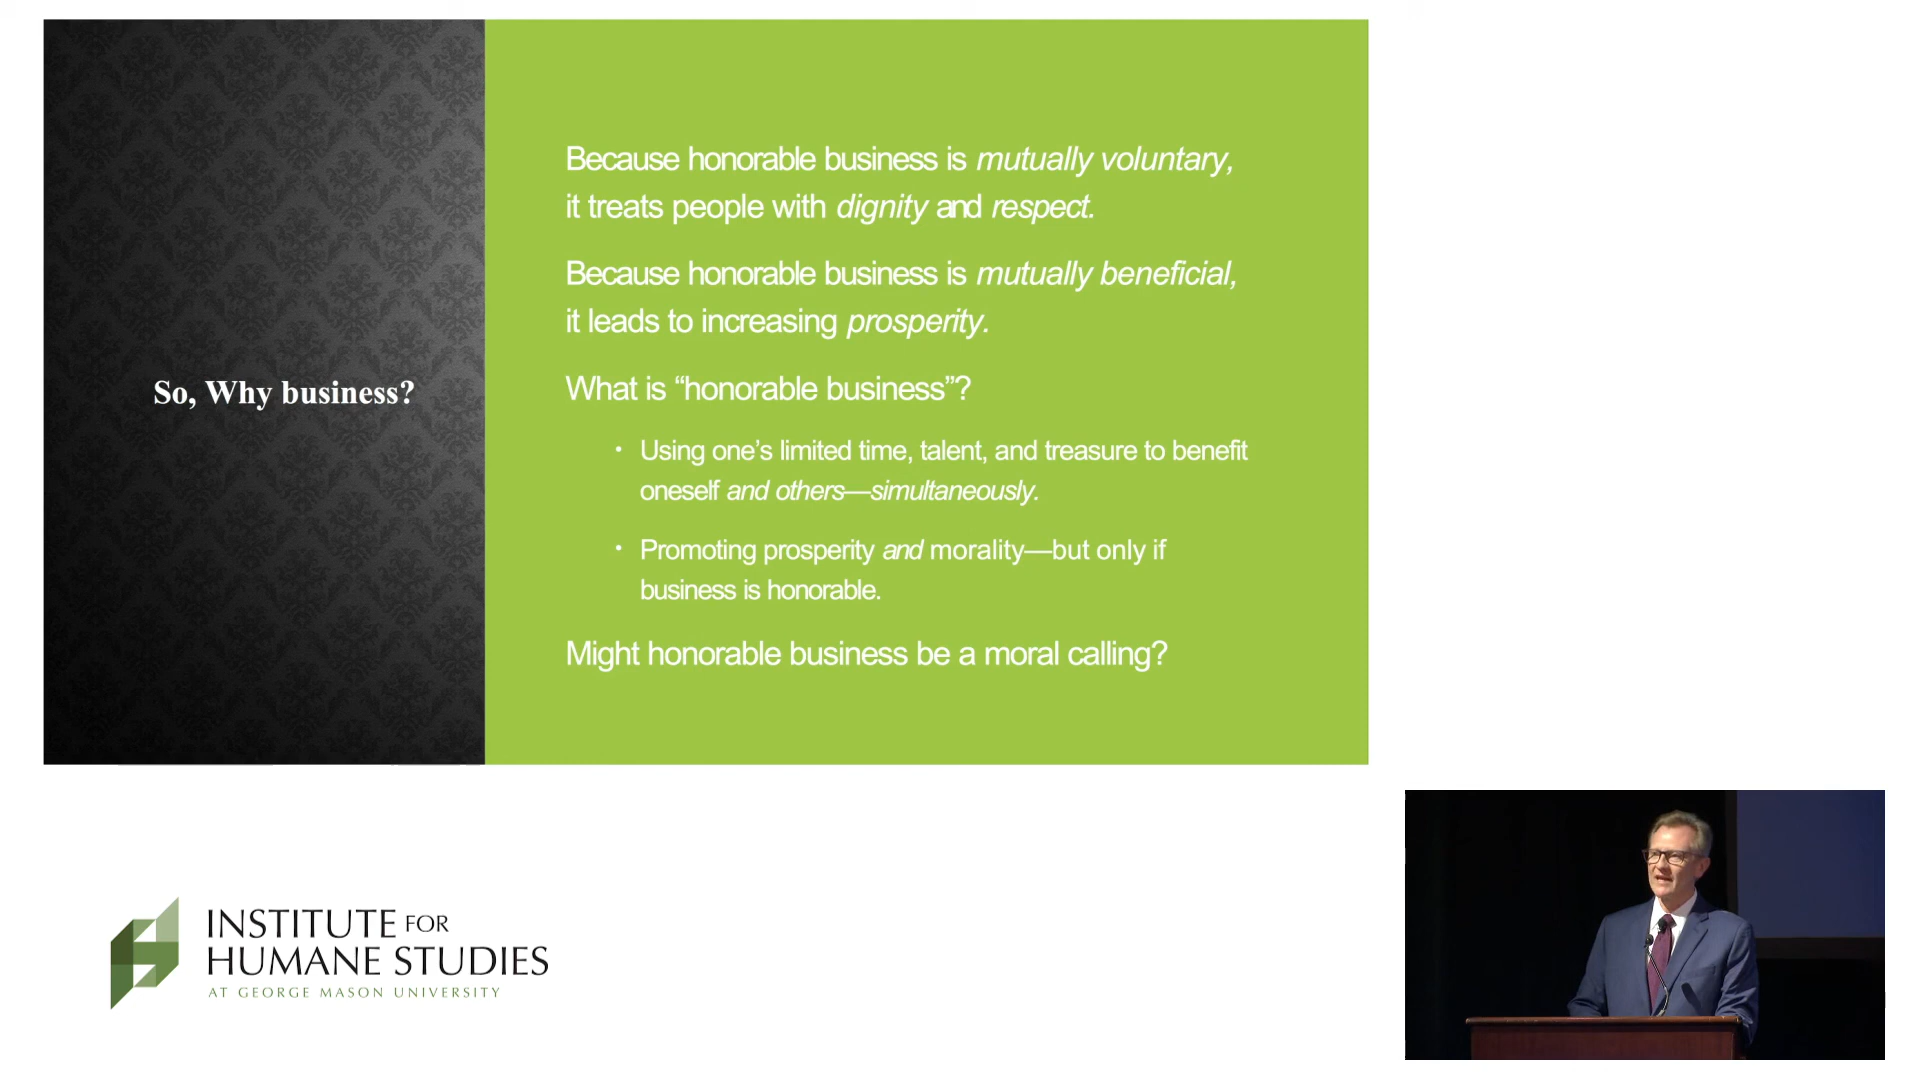 So, Why business?
Because honorable business is mutually voluntary,
it treats people with dignity and respect.
Because honorable business is mutually beneficial,
it leads to increasing prosperity.
What is “honorable business”?
• Using one’s limited time, talent, and treasure to benefit
oneself and others—simultaneously.
• Promoting prosperity and morality—but only if
business is honorable.
Might honorable business be a moral calling?
INSTITUTE FOR
HUMANE STUDIES
AT GEORGE MASON UNIVERSITY